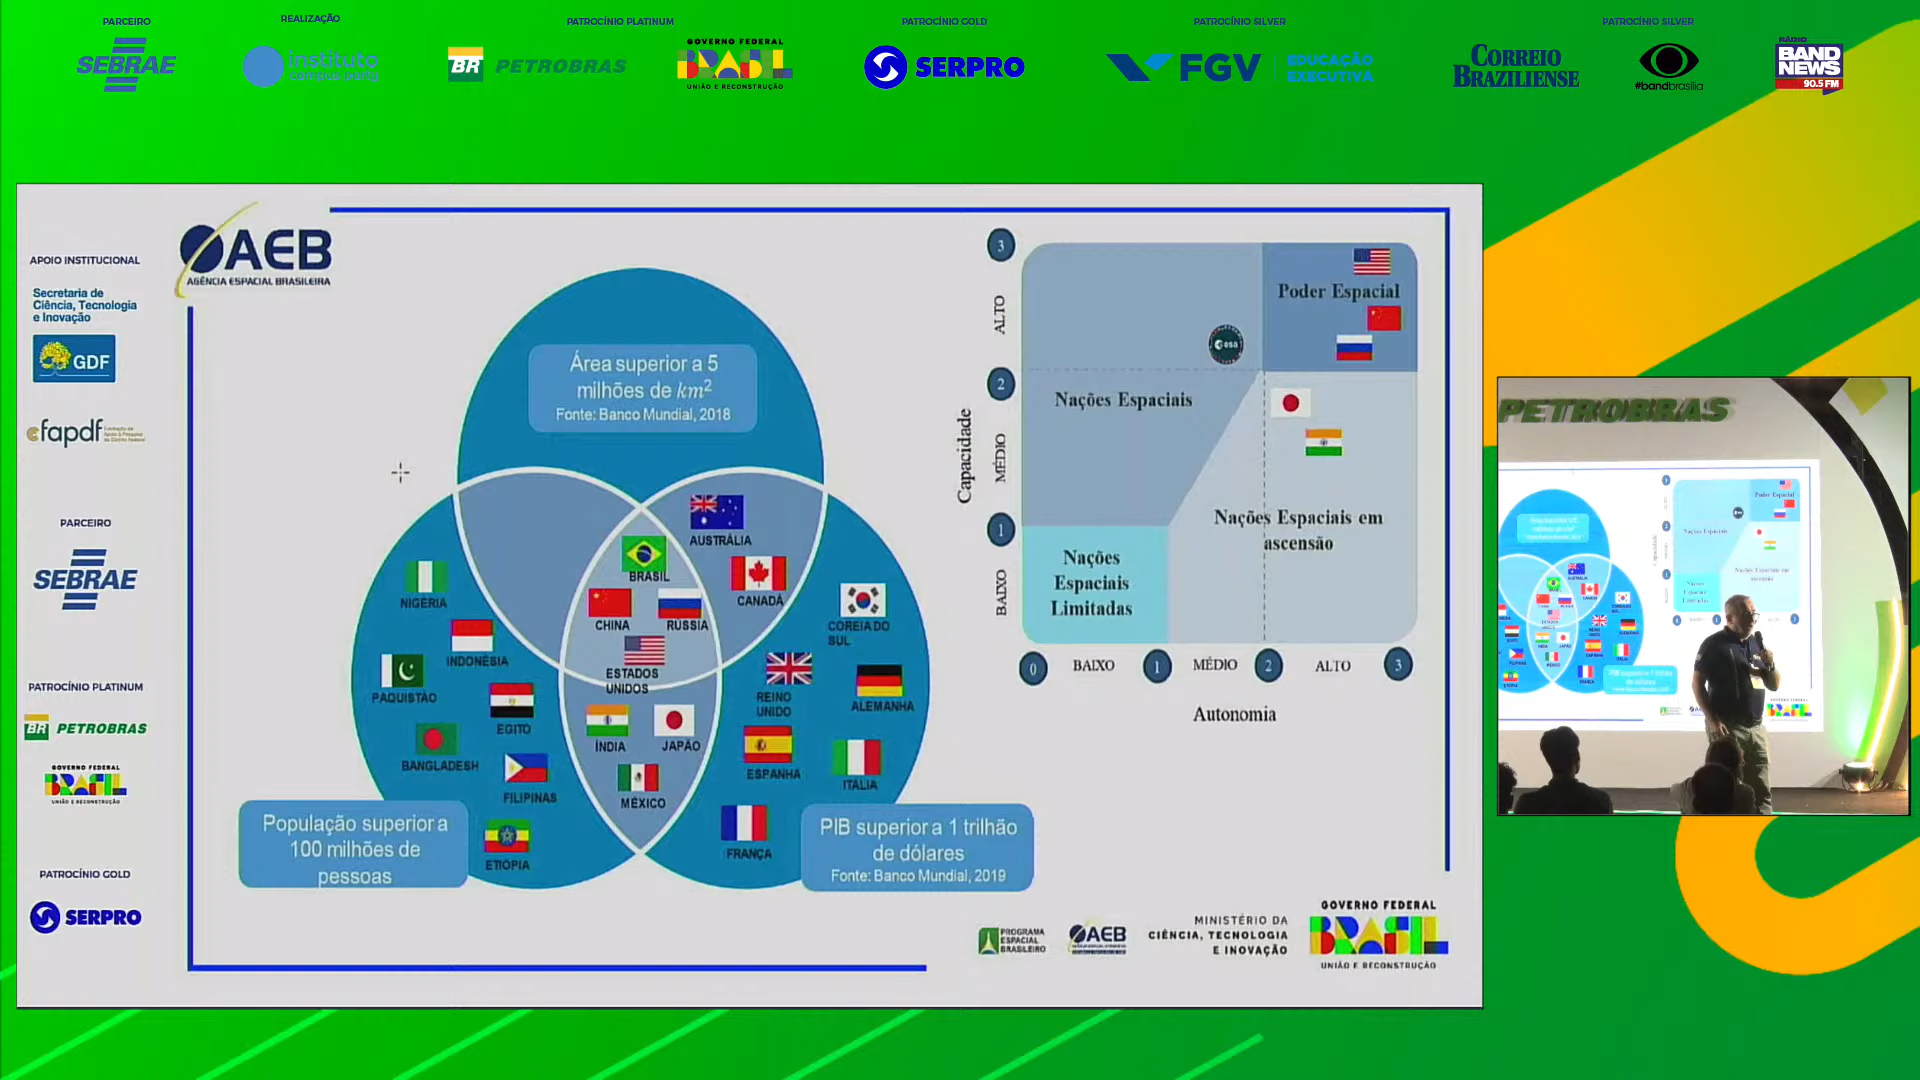 PARCEIRO
SEBRAE
REALIZAÇÃO
instituto
campus party
PATROCÍNIO PLATINUM
BR PETROBRAS
GOVERNO FEDERAL
BRASIL
UNIÃO E RECONSTRUÇÃO
PATROCÍNIO GOLD
SERPRO
PATROCÍNIO SILVER
FGV
EDUCAÇÃO
EXECUTIVA
PATROCÍNIO SILVER
CORREIO
BRAZILIENSE
#bandbrasília
RÁDIO
BAND
NEWS
90.5 FM
APOIO INSTITUCIONAL
Secretaria de
Ciência, Tecnologia
e Inovação
GDF
fapdf
PARCEIRO
SEBRAE
PATROCÍNIO PLATINUM
BR PETROBRAS
GOVERNO FEDERAL
BRASIL
UNIÃO E RECONSTRUÇÃO
PATROCÍNIO GOLD
SERPRO
AEB
AGÊNCIA ESPACIAL BRASILEIRA
Área superior a 5
milhões de km²
Fonte: Banco Mundial, 2018
AUSTRÁLIA
BRASIL
CANADÁ
NIGÉRIA
CHINA
RÚSSIA
COREIA DO
SUL
INDONÉSIA
ESTADOS
UNIDOS
PAQUISTÃO
REINO
UNIDO
ALEMANHA
EGITO
ÍNDIA
JAPÃO
BANGLADESH
ESPANHA
ITALIA
FILIPINAS
MÉXICO
FRANÇA
ETIÓPIA
População superior a
100 milhões de
pessoas
PIB superior a 1 trilhão
de dólares
Fonte: Banco Mundial, 2019
3
ALTO
2
MÉDIO
1
BAIXO
Capacidade
Poder Espacial
esa
Nações Espaciais
Nações Espaciais em
ascensão
Nações
Espaciais
Limitadas
0
BAIXO
1
MÉDIO
2
ALTO
3
Autonomia
PROGRAMA
ESPACIAL
BRASILEIRO
AEB
MINISTÉRIO DA
CIÊNCIA, TECNOLOGIA
E INOVAÇÃO
GOVERNO FEDERAL
BRASIL
UNIÃO E RECONSTRUÇÃO
PETROBRAS